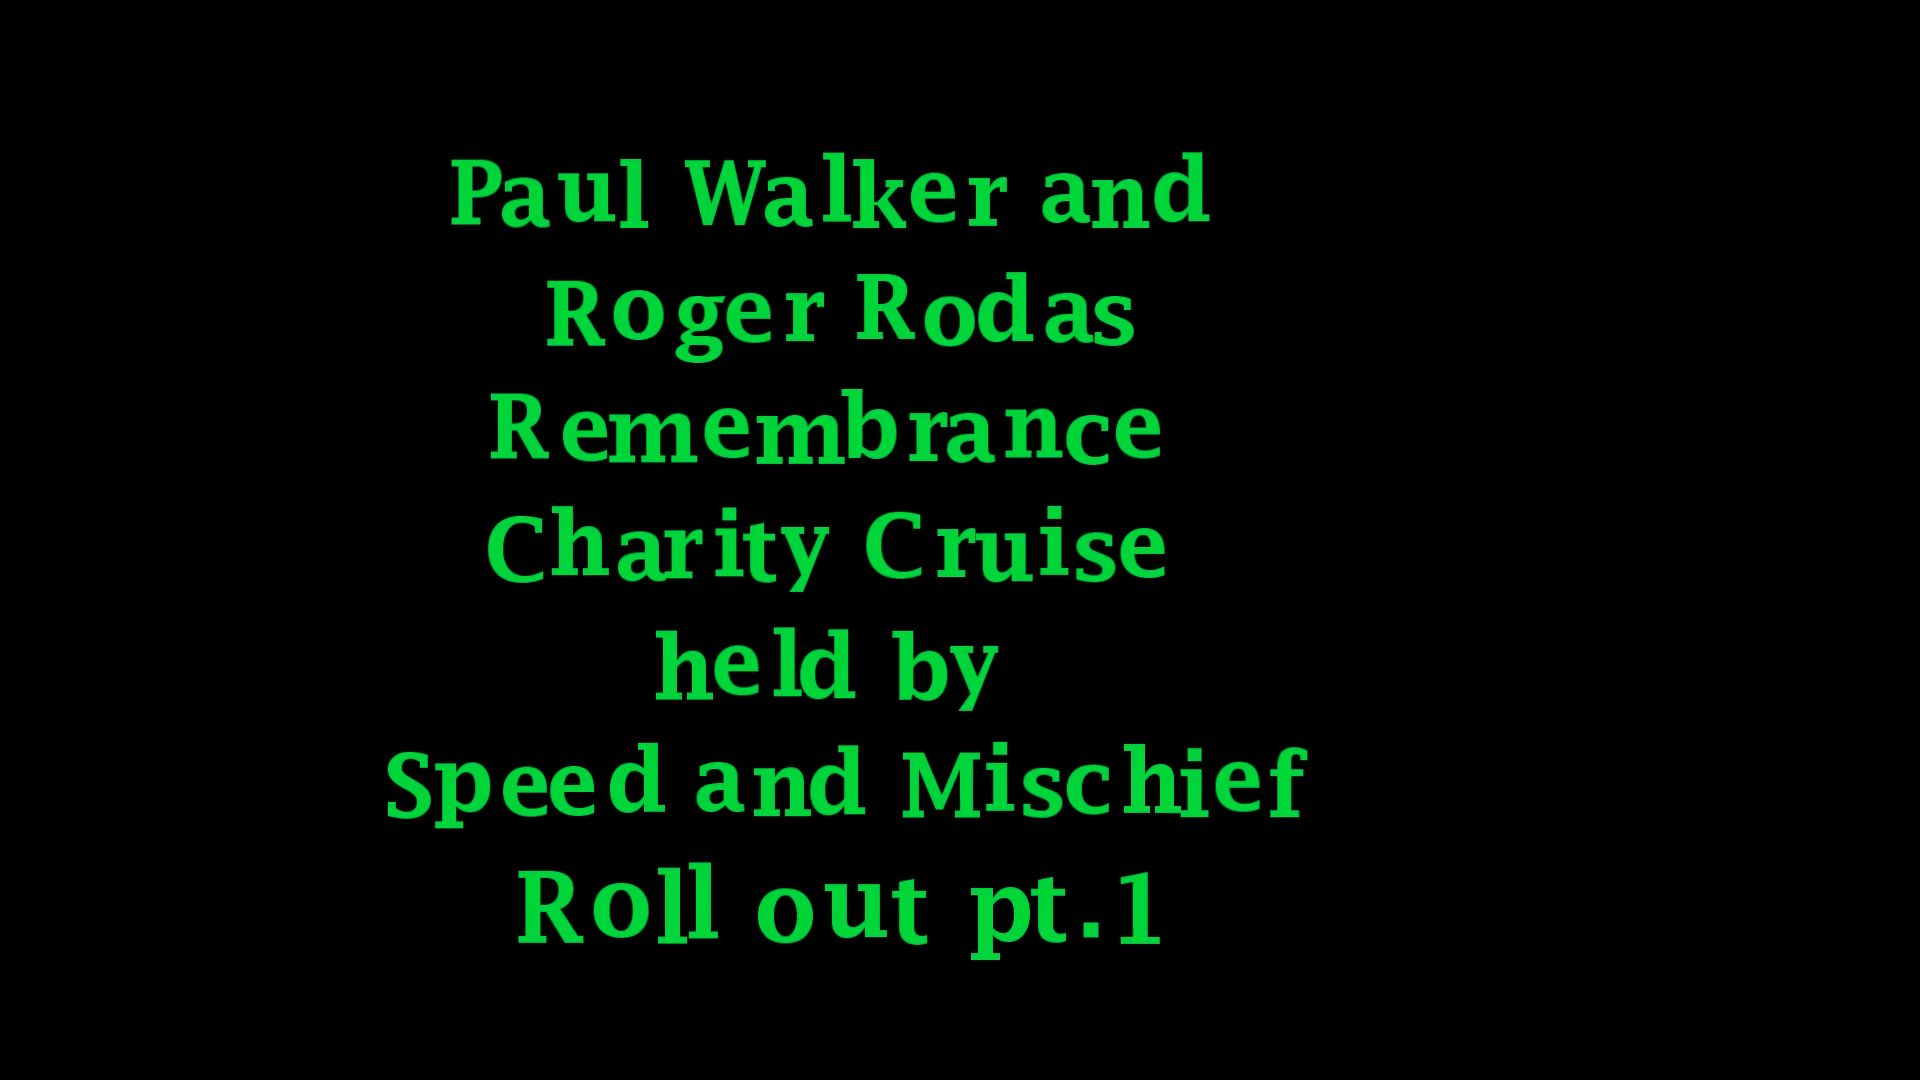 Paul Walker and
Roger Rodas
Remembrance
Charity Cruise
held by
Speed and Mischief
Roll out pt.1